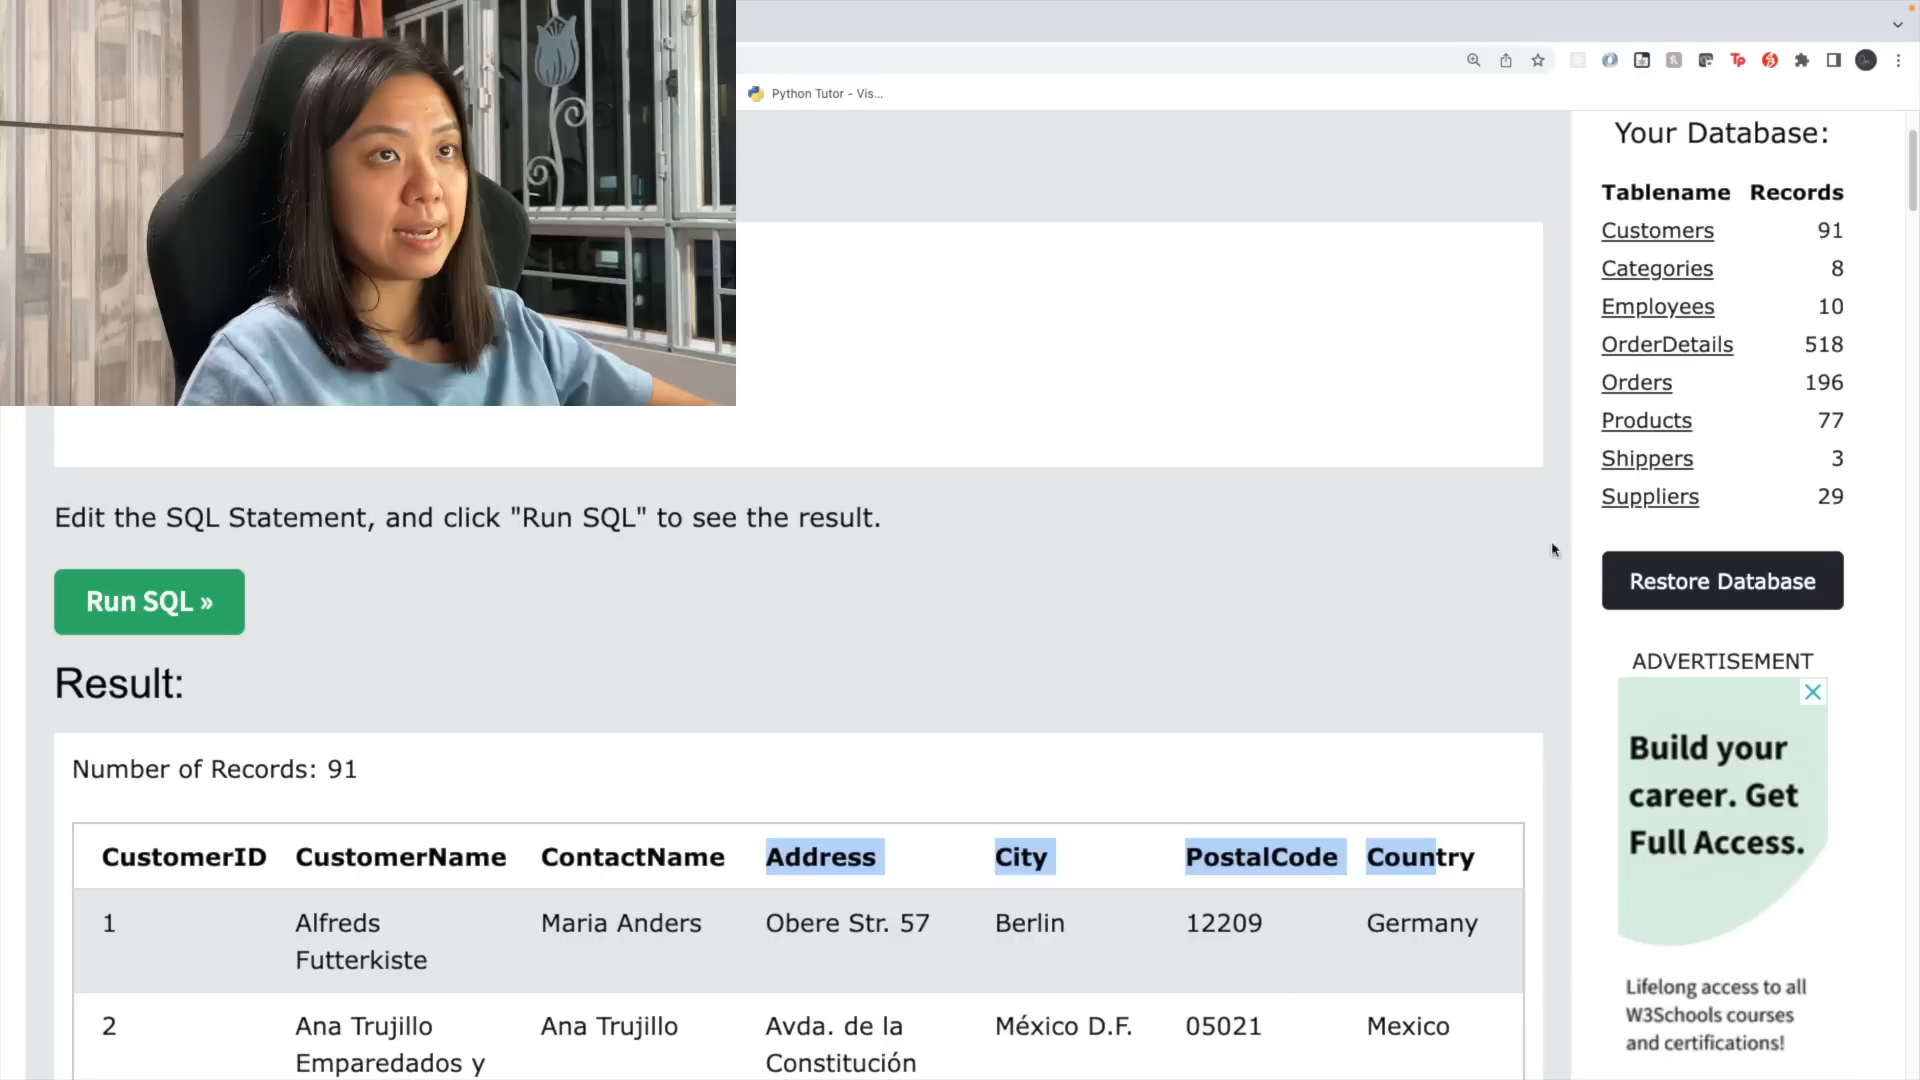 Python Tutor - Vis...
Your Database:
Tablename Records
Customers 91
Categories 8
Employees 10
OrderDetails 518
Orders 196
Products 77
Shippers 3
Suppliers 29
Restore Database
Edit the SQL Statement, and click "Run SQL" to see the result.
Run SQL »
Result:
Number of Records: 91
CustomerID CustomerName ContactName Address City PostalCode Country
1 Alfreds Futterkiste Maria Anders Obere Str. 57 Berlin 12209 Germany
2 Ana Trujillo Emparedados y Ana Trujillo Avda. de la Constitución México D.F. 05021 Mexico
ADVERTISEMENT
Build your
career. Get
Full Access.
Lifelong access to all
W3Schools courses
and certifications!
Tp